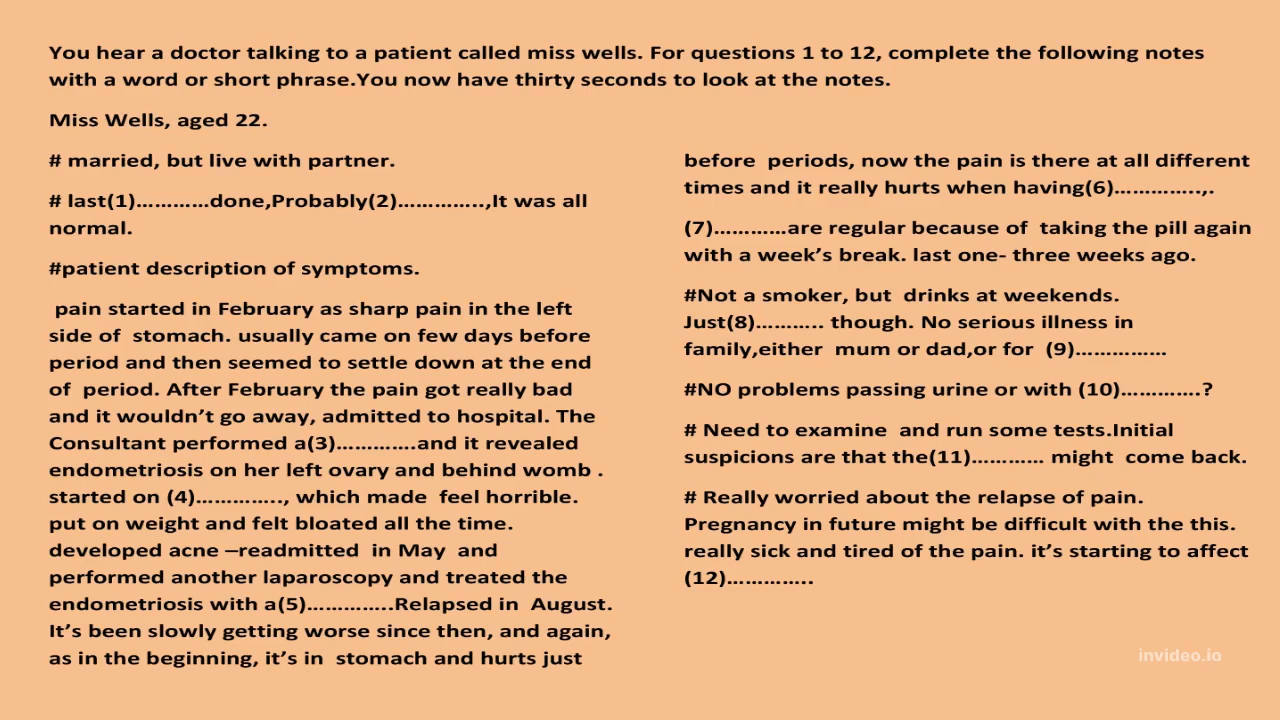 You hear a doctor talking to a patient called miss wells. For questions 1 to 12, complete the following notes
with a word or short phrase.You now have thirty seconds to look at the notes.
Miss Wells, aged 22.
# married, but live with partner.
# last(1)…………done,Probably(2)…………..,It was all
normal.
#patient description of symptoms.
pain started in February as sharp pain in the left
side of  stomach. usually came on few days before
period and then seemed to settle down at the end
of  period. After February the pain got really bad
and it wouldn’t go away, admitted to hospital. The
Consultant performed a(3)………….and it revealed
endometriosis on her left ovary and behind womb .
started on (4)………….., which made  feel horrible.
put on weight and felt bloated all the time.
developed acne –readmitted  in May  and
performed another laparoscopy and treated the
endometriosis with a(5)…………..Relapsed in  August.
It’s been slowly getting worse since then, and again,
as in the beginning, it’s in  stomach and hurts just
before  periods, now the pain is there at all different
times and it really hurts when having(6)…………..,.
(7)…………are regular because of  taking the pill again
with a week’s break. last one- three weeks ago.
#Not a smoker, but  drinks at weekends.
Just(8)……….. though. No serious illness in
family,either  mum or dad,or for  (9)……………
#NO problems passing urine or with (10)………….?
# Need to examine  and run some tests.Initial
suspicions are that the(11)………… might  come back.
# Really worried about the relapse of pain.
Pregnancy in future might be difficult with the this.
really sick and tired of the pain. it’s starting to affect
(12)…………..
invideo.io